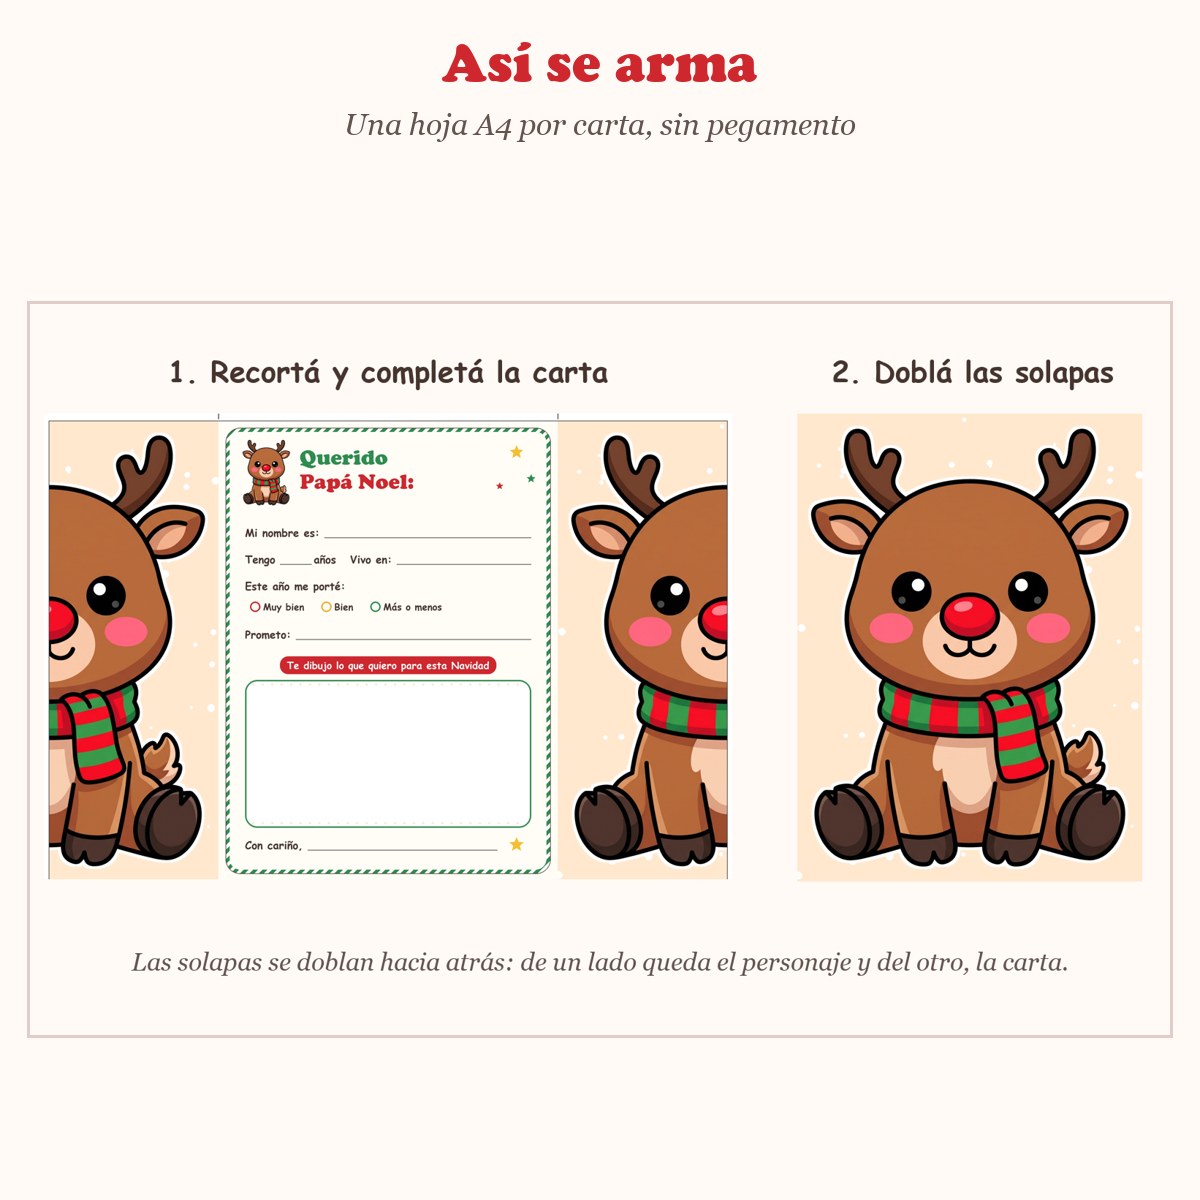 Así se arma
Una hoja A4 por carta, sin pegamento
1. Recortá y completá la carta
2. Doblá las solapas
Querido
Papá Noel:
Mi nombre es:
Tengo años Vivo en:
Este año me porté:
Muy bien Bien Más o menos
Prometo:
Te dibujo lo que quiero para esta Navidad
Con cariño,
Las solapas se doblan hacia atrás: de un lado queda el personaje y del otro, la carta.